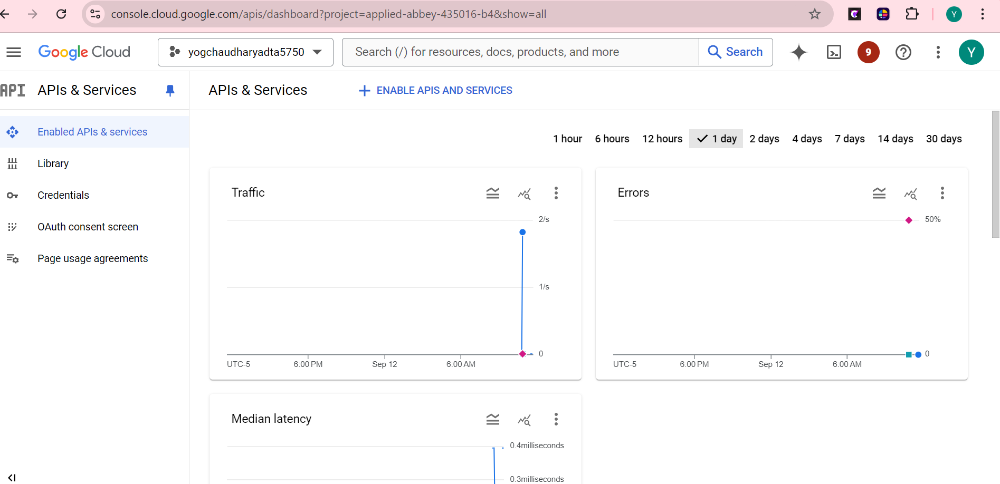 console.cloud.google.com/apis/dashboard?project=applied-abbey-435016-b4&show=all
Y
Google Cloud
yogchaudharyadta5750
Search (/) for resources, docs, products, and more
Search
9
Y
API
APIs & Services
APIs & Services
ENABLE APIS AND SERVICES
Enabled APIs & services
Library
Credentials
OAuth consent screen
Page usage agreements
1 hour
6 hours
12 hours
1 day
2 days
4 days
7 days
14 days
30 days
Traffic
2/s
1/s
0
UTC-5
6:00 PM
Sep 12
6:00 AM
Errors
50%
0
UTC-5
6:00 PM
Sep 12
6:00 AM
Median latency
0.4milliseconds
0.3milliseconds